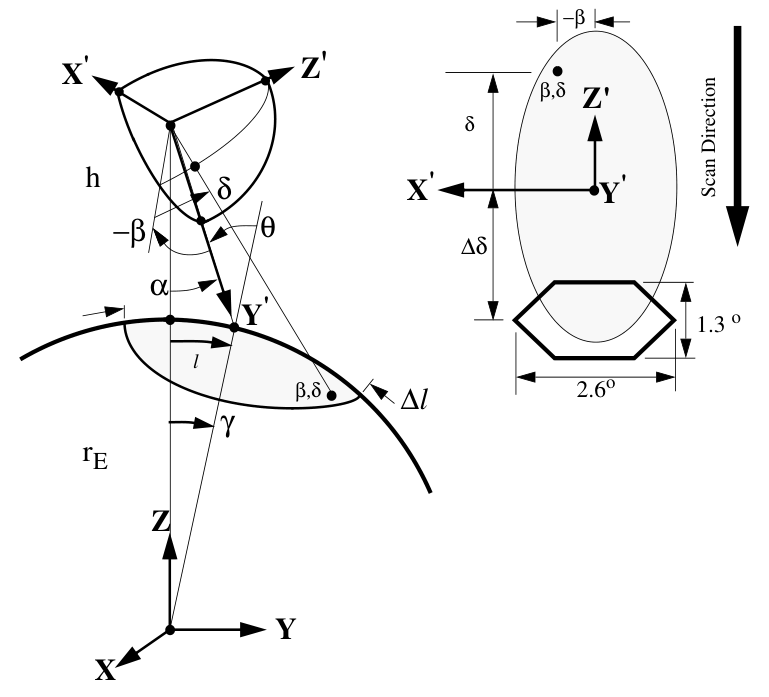 X'
Z'
h
δ
–β
θ
α
Y'
l
β,δ
Δl
γ
r_E
Z
Y
X
–β
β,δ
δ
Z'
X'
Y'
Δδ
Scan Direction
1.3 o
2.6o